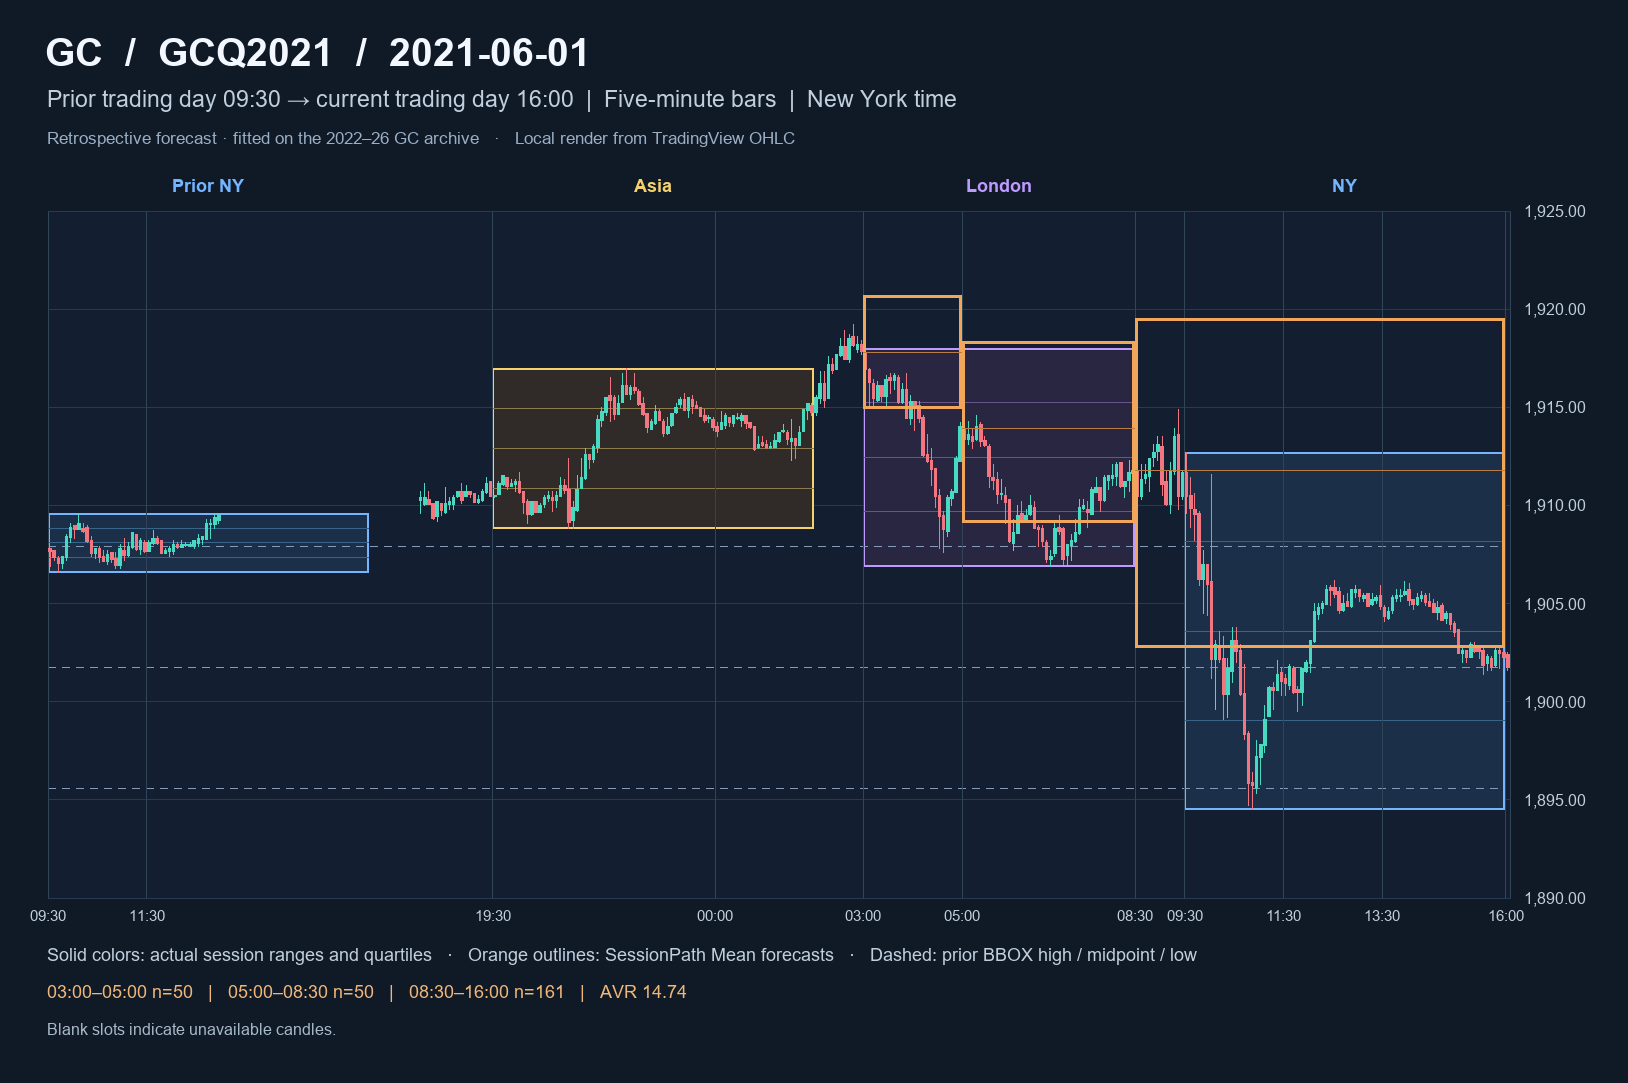 GC / GCQ2021 / 2021-06-01
Prior trading day 09:30 → current trading day 16:00 | Five-minute bars | New York time
Retrospective forecast · fitted on the 2022–26 GC archive · Local render from TradingView OHLC
Prior NY Asia London NY
1,925.00
1,920.00
1,915.00
1,910.00
1,905.00
1,900.00
1,895.00
1,890.00
09:30 11:30 19:30 00:00 03:00 05:00 08:30 09:30 11:30 13:30 16:00
Solid colors: actual session ranges and quartiles · Orange outlines: SessionPath Mean forecasts · Dashed: prior BBOX high / midpoint / low
03:00–05:00 n=50 | 05:00–08:30 n=50 | 08:30–16:00 n=161 | AVR 14.74
Blank slots indicate unavailable candles.